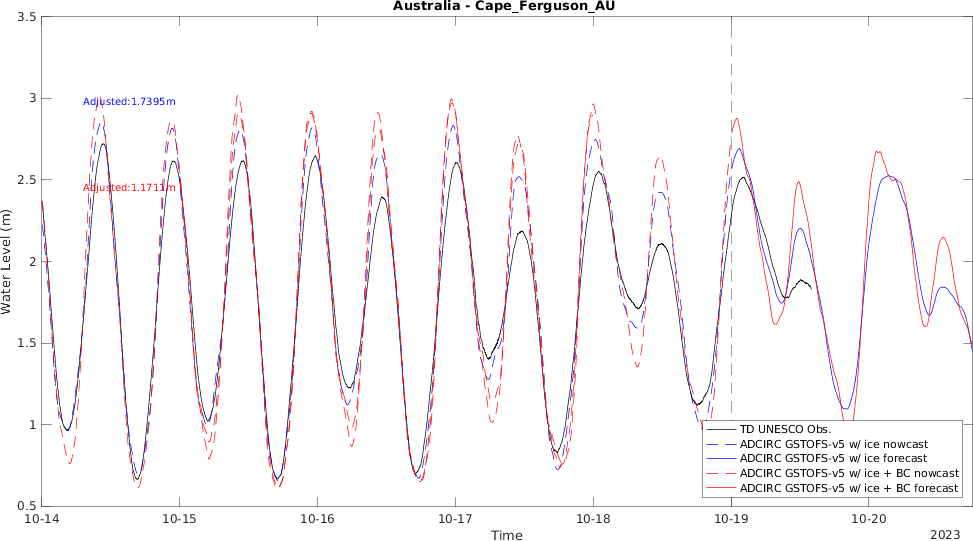 Australia - Cape_Ferguson_AU
3.5
3
2.5
2
1.5
1
0.5
Water Level (m)
Adjusted:1.7395m
Adjusted:1.1711m
TD UNESCO Obs.
ADCIRC GSTOFS-v5 w/ ice nowcast
ADCIRC GSTOFS-v5 w/ ice forecast
ADCIRC GSTOFS-v5 w/ ice + BC nowcast
ADCIRC GSTOFS-v5 w/ ice + BC forecast
10-14 10-15 10-16 10-17 10-18 10-19 10-20
Time
2023